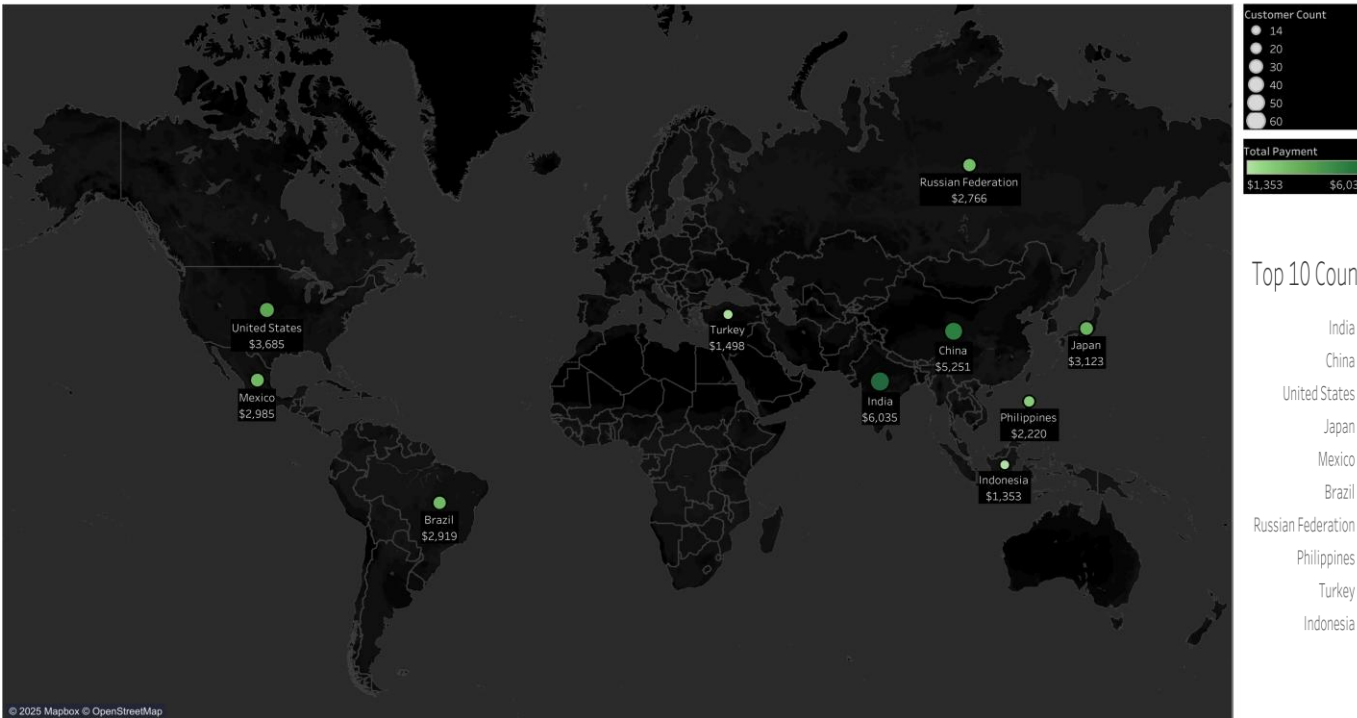 Russian Federation
$2,766
United States
$3,685
Turkey
$1,498
China
$5,251
Japan
$3,123
Mexico
$2,985
India
$6,035
Philippines
$2,220
Indonesia
$1,353
Brazil
$2,919
© 2025 Mapbox © OpenStreetMap
Customer Count
14
20
30
40
50
60
Total Payment
$1,353 $6,03
Top 10 Coun
India
China
United States
Japan
Mexico
Brazil
Russian Federation
Philippines
Turkey
Indonesia